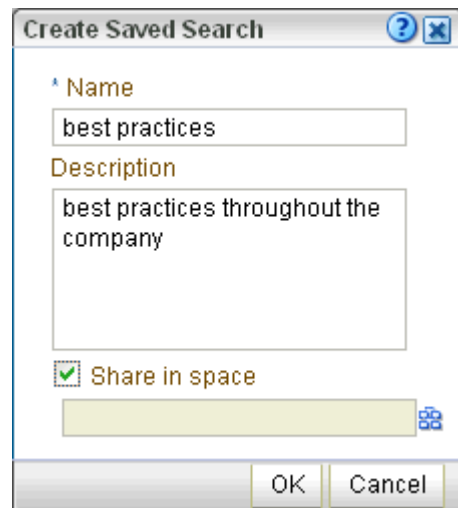 Create Saved Search ?
* Name
best practices
Description
best practices throughout the
company
Share in space
OK Cancel